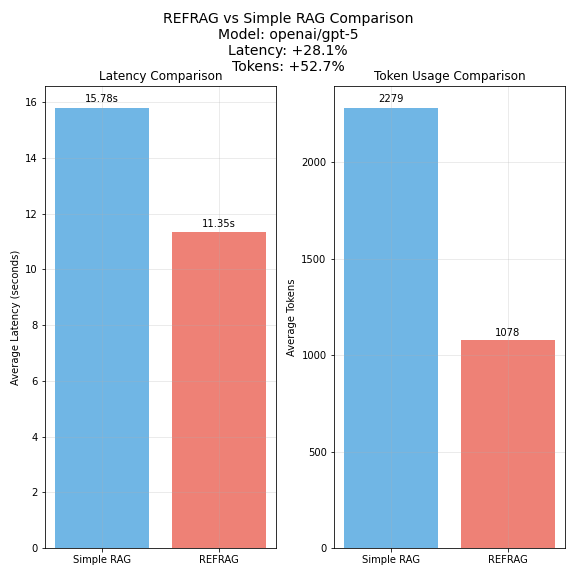 REFRAG vs Simple RAG Comparison
Model: openai/gpt-5
Latency: +28.1%
Tokens: +52.7%
Latency Comparison
Average Latency (seconds)
16
14
12
10
8
6
4
2
0
15.78s
11.35s
Simple RAG
REFRAG
Token Usage Comparison
Average Tokens
2000
1500
1000
500
0
2279
1078
Simple RAG
REFRAG